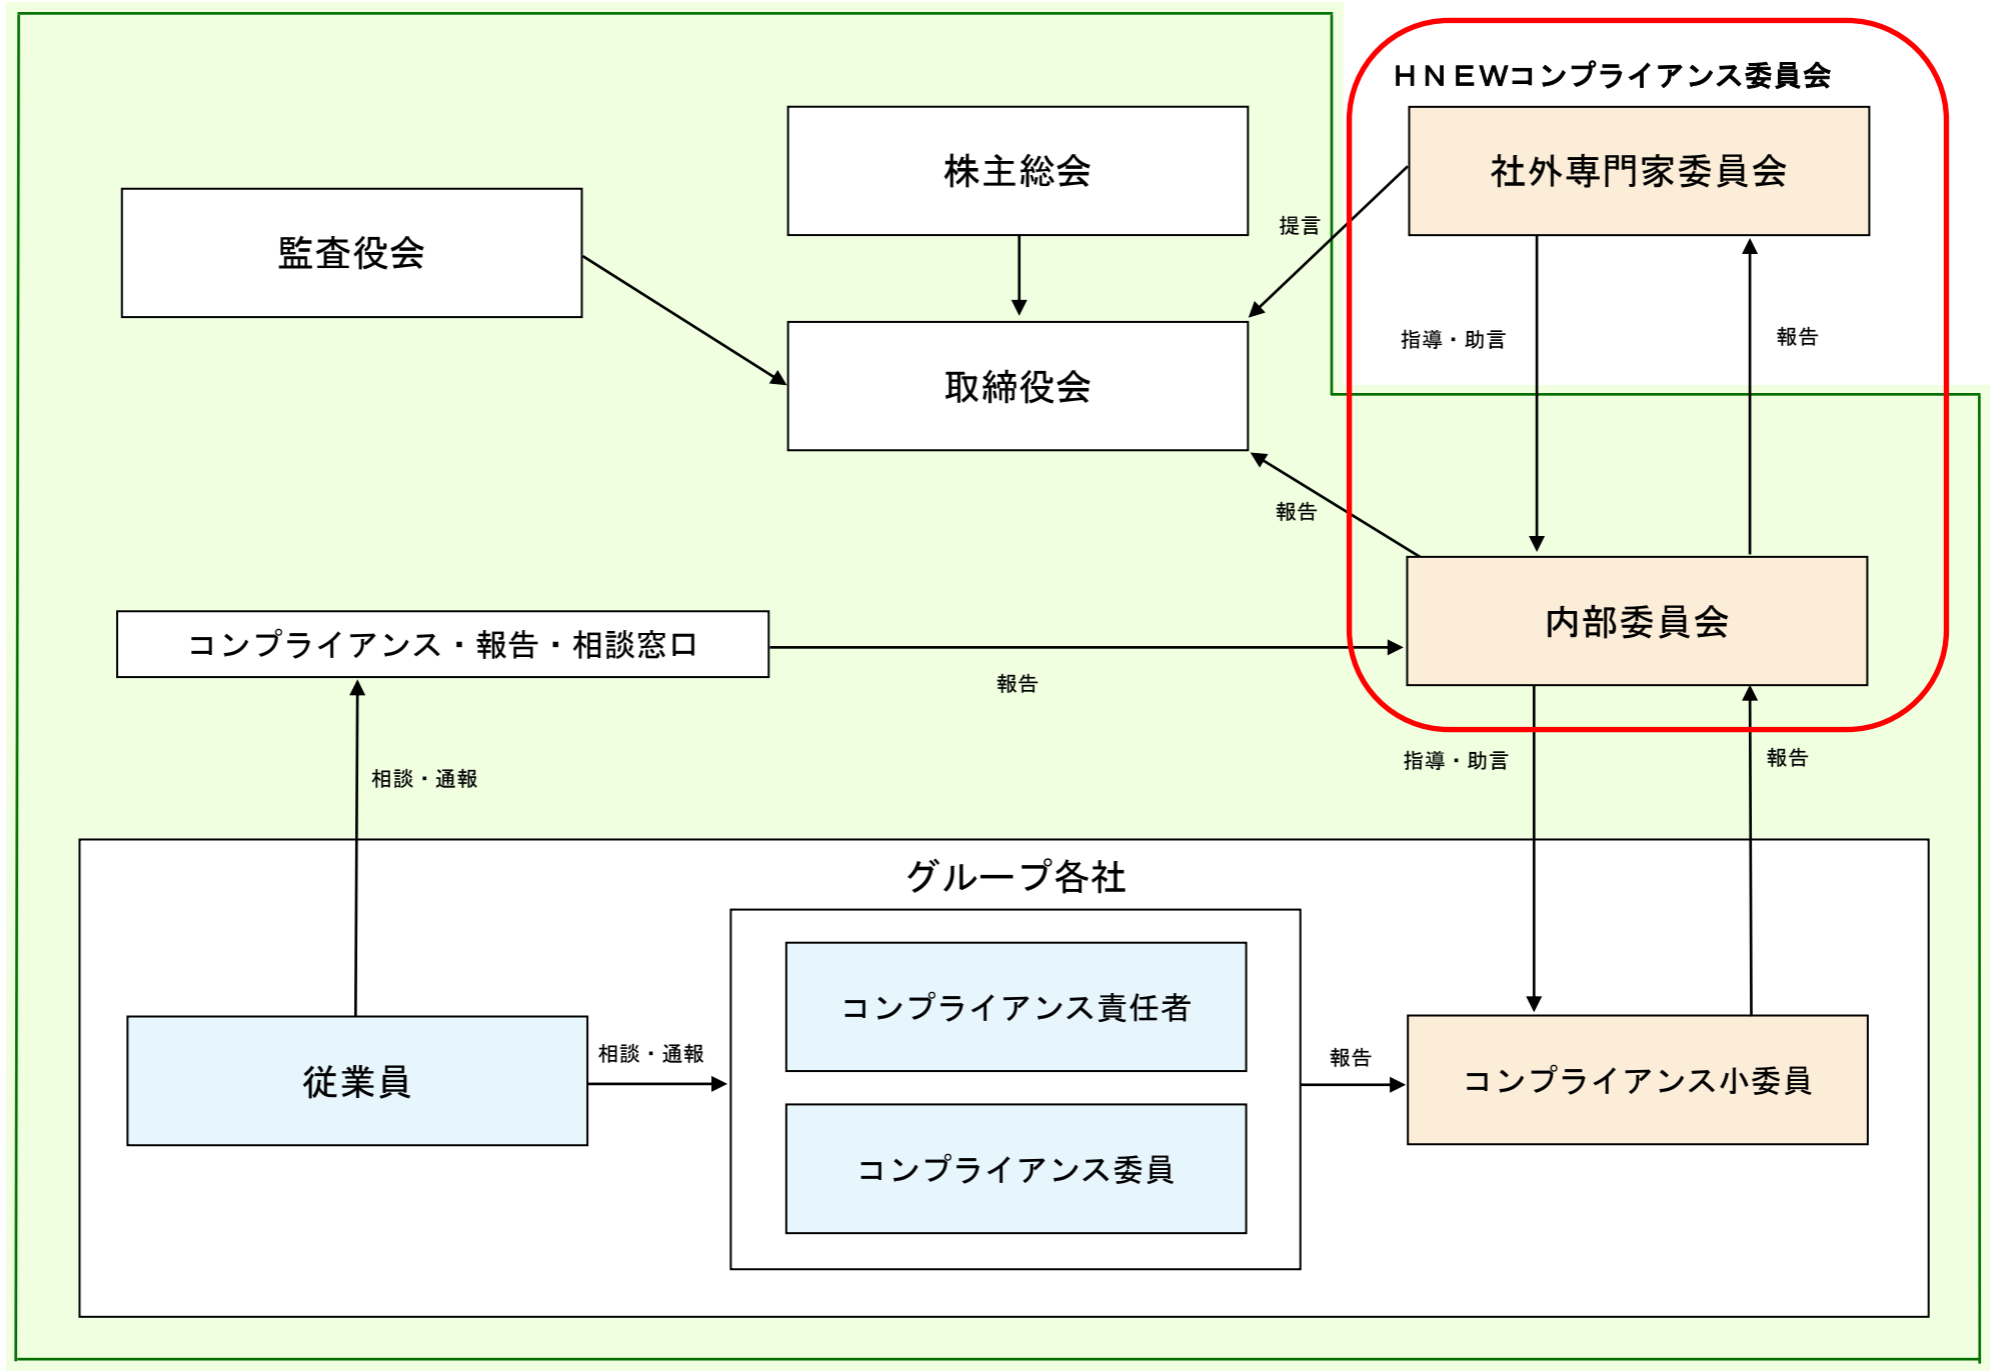 ＨＮＥＷコンプライアンス委員会
株主総会
社外専門家委員会
監査役会
提言
指導・助言
報告
取締役会
報告
内部委員会
コンプライアンス・報告・相談窓口
報告
相談・通報
指導・助言
報告
グループ各社
コンプライアンス責任者
従業員
相談・通報
報告
コンプライアンス小委員
コンプライアンス委員